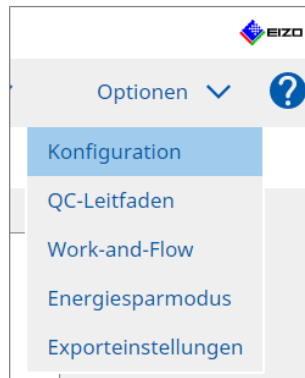 EIZO
Optionen
?
Konfiguration
QC-Leitfaden
Work-and-Flow
Energiesparmodus
Exporteinstellungen